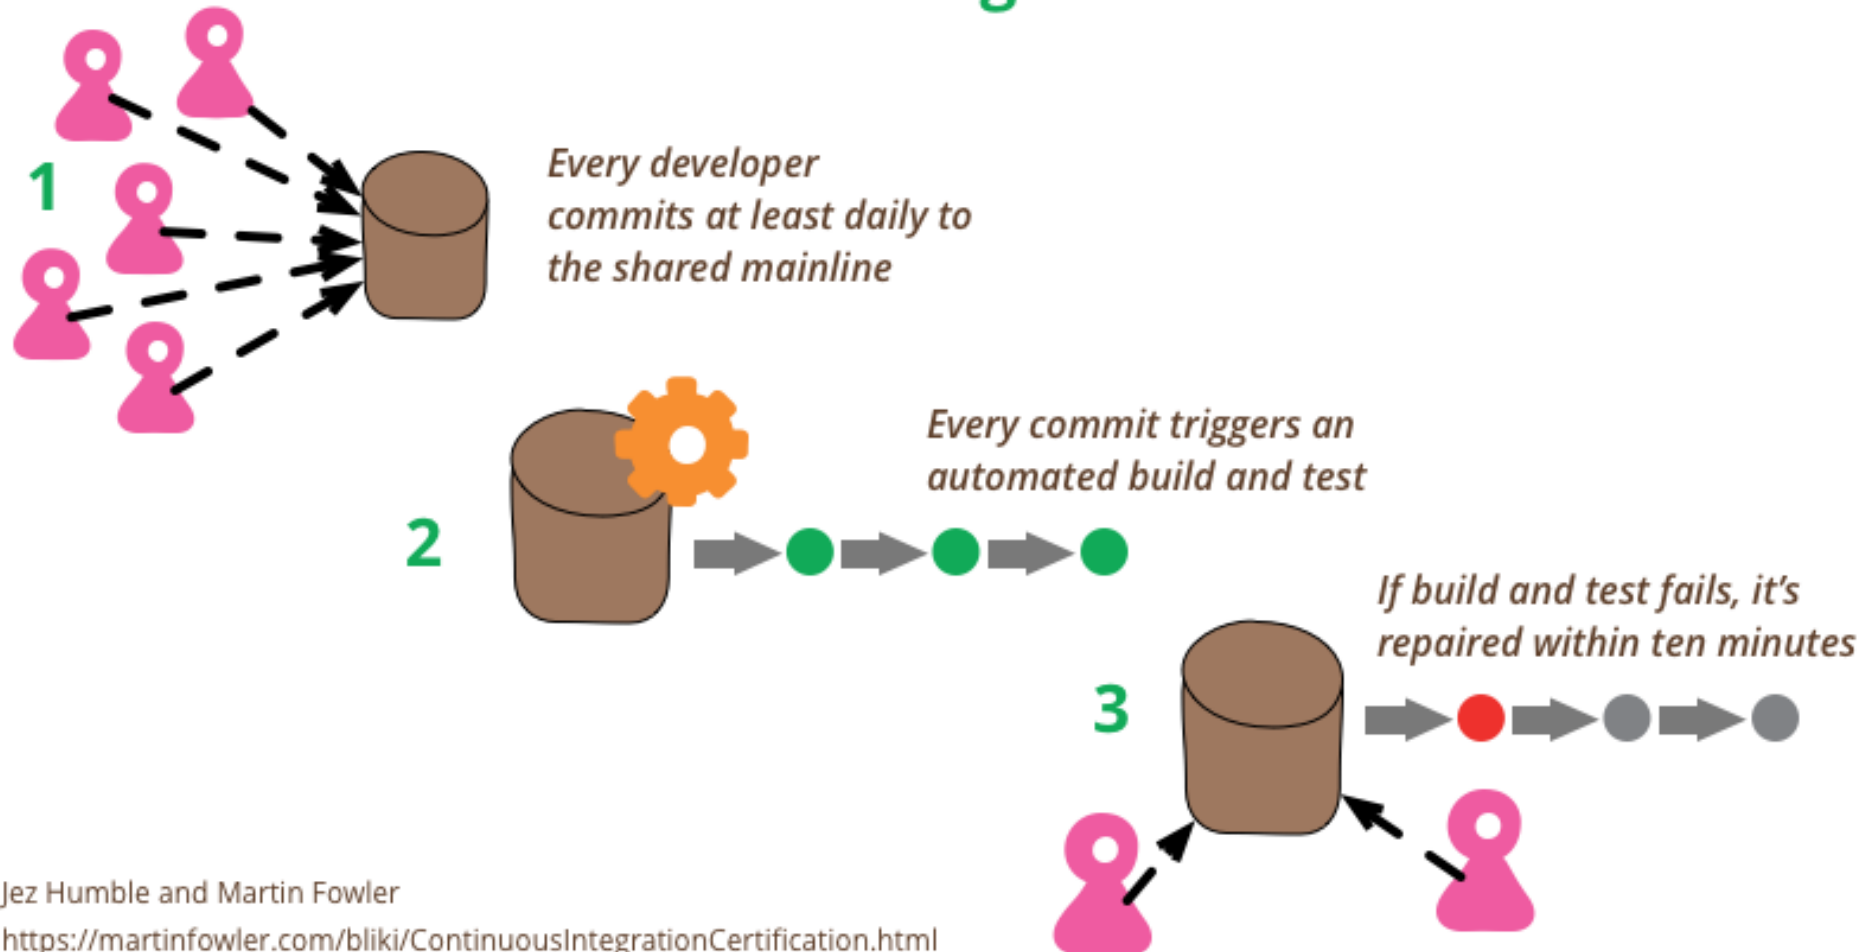 g
1
Every developer
commits at least daily to
the shared mainline
Every commit triggers an
automated build and test
2
If build and test fails, it’s
repaired within ten minutes
3
Jez Humble and Martin Fowler
https://martinfowler.com/bliki/ContinuousIntegrationCertification.html